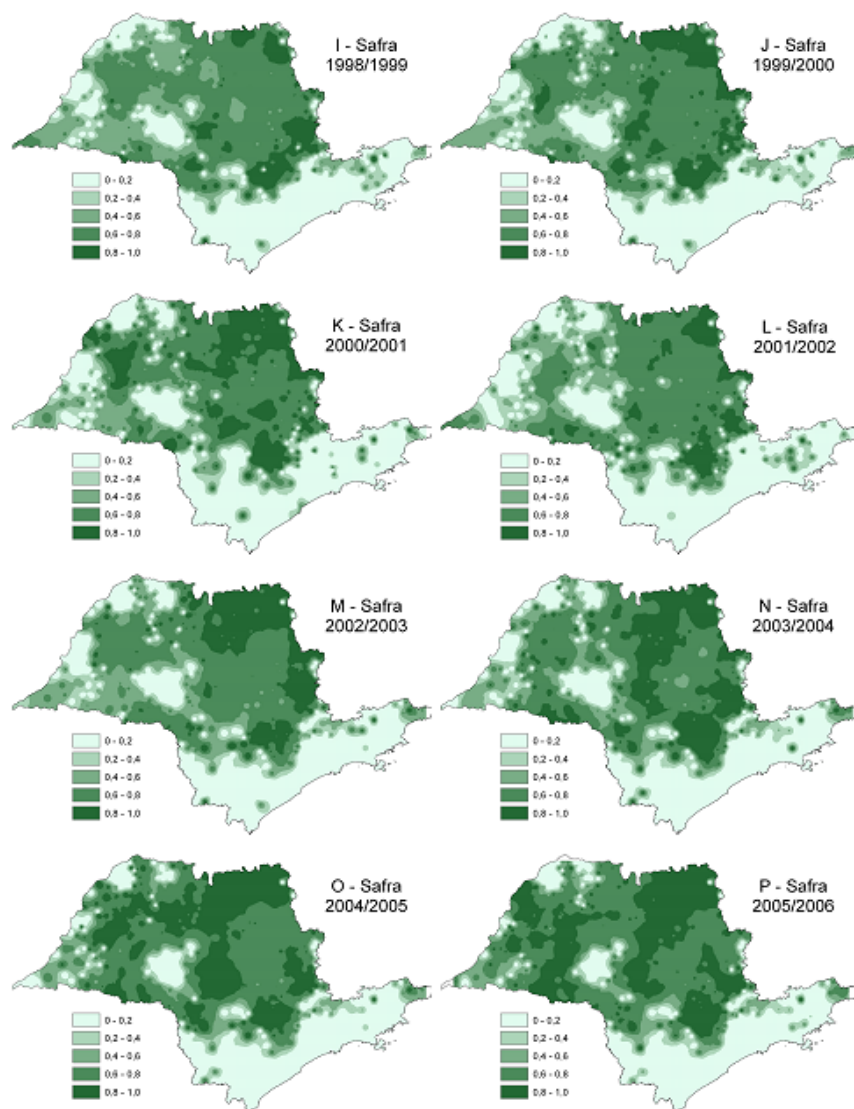 I - Safra
1998/1999
0 - 0,2
0,2 - 0,4
0,4 - 0,6
0,6 - 0,8
0,8 - 1,0
J - Safra
1999/2000
0 - 0,2
0,2 - 0,4
0,4 - 0,6
0,6 - 0,8
0,8 - 1,0
K - Safra
2000/2001
0 - 0,2
0,2 - 0,4
0,4 - 0,6
0,6 - 0,8
0,8 - 1,0
L - Safra
2001/2002
0 - 0,2
0,2 - 0,4
0,4 - 0,6
0,6 - 0,8
0,8 - 1,0
M - Safra
2002/2003
0 - 0,2
0,2 - 0,4
0,4 - 0,6
0,6 - 0,8
0,8 - 1,0
N - Safra
2003/2004
0 - 0,2
0,2 - 0,4
0,4 - 0,6
0,6 - 0,8
0,8 - 1,0
O - Safra
2004/2005
0 - 0,2
0,2 - 0,4
0,4 - 0,6
0,6 - 0,8
0,8 - 1,0
P - Safra
2005/2006
0 - 0,2
0,2 - 0,4
0,4 - 0,6
0,6 - 0,8
0,8 - 1,0